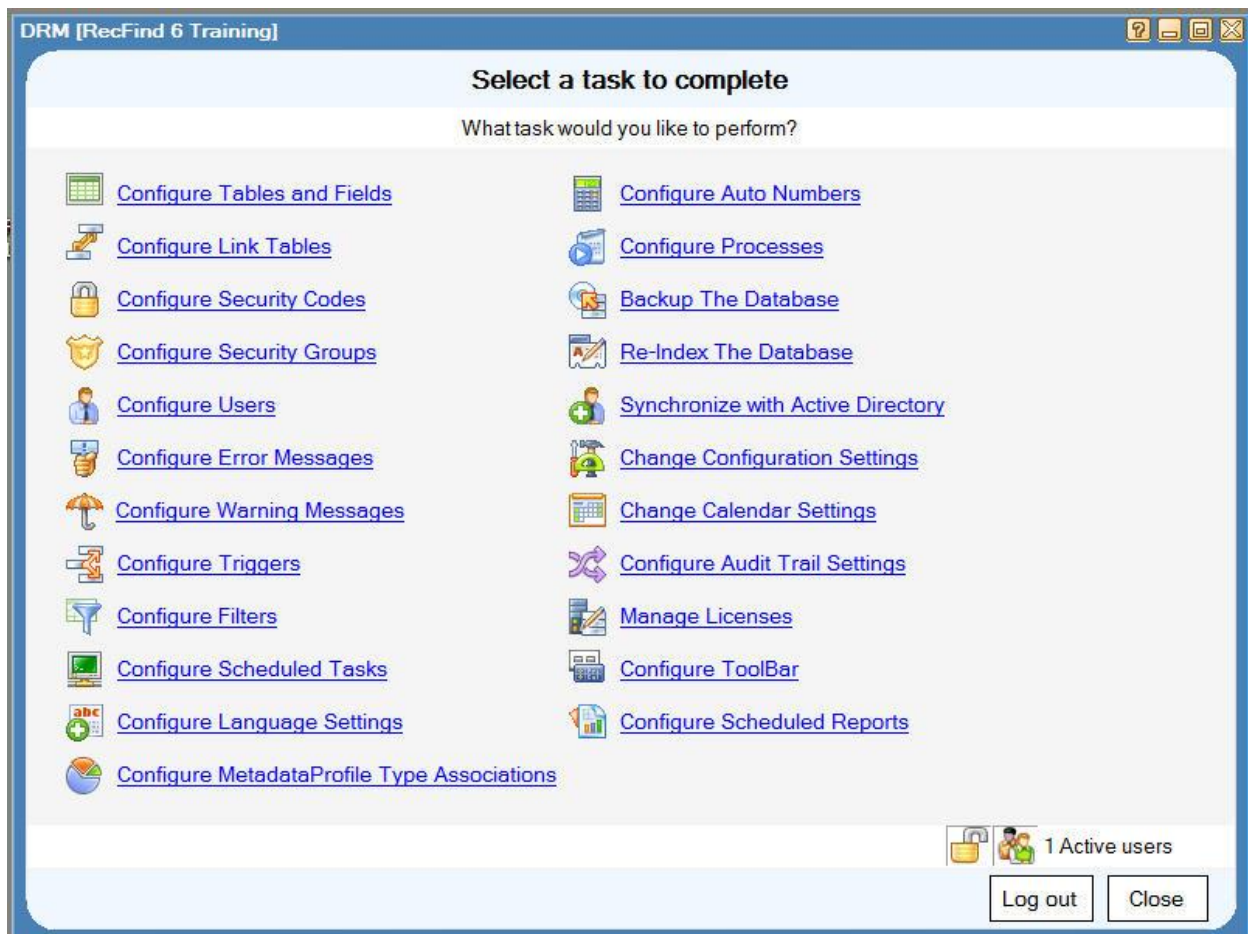 DRM [RecFind 6 Training]
Select a task to complete
What task would you like to perform?
Configure Tables and Fields
Configure Link Tables
Configure Security Codes
Configure Security Groups
Configure Users
Configure Error Messages
Configure Warning Messages
Configure Triggers
Configure Filters
Configure Scheduled Tasks
abc
Configure Language Settings
Configure MetadataProfile Type Associations
Configure Auto Numbers
Configure Processes
Backup The Database
Re-Index The Database
Synchronize with Active Directory
Change Configuration Settings
Change Calendar Settings
Configure Audit Trail Settings
Manage Licenses
Configure ToolBar
Configure Scheduled Reports
1 Active users
Log out
Close